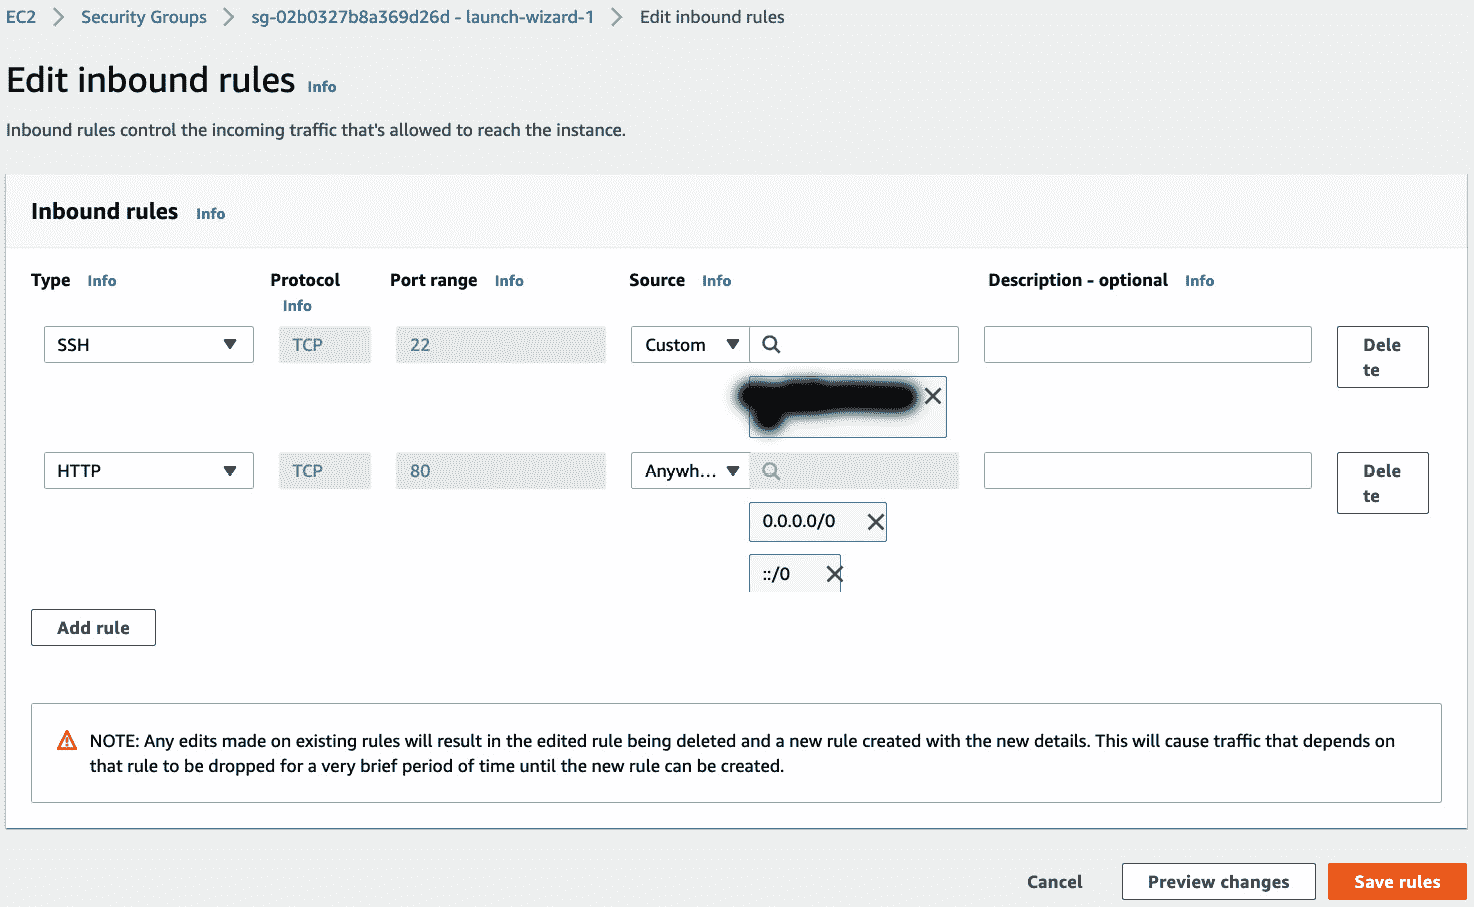 EC2 > Security Groups > sg-02b0327b8a369d26d - launch-wizard-1 > Edit inbound rules
Edit inbound rules Info
Inbound rules control the incoming traffic that's allowed to reach the instance.
Inbound rules Info
Type Info Protocol Port range Info Source Info Description - optional Info
Info
SSH TCP 22 Custom Dele
te
HTTP TCP 80 Anywh... Dele
te
0.0.0.0/0
::/0
Add rule
NOTE: Any edits made on existing rules will result in the edited rule being deleted and a new rule created with the new details. This will cause traffic that depends on
that rule to be dropped for a very brief period of time until the new rule can be created.
Cancel Preview changes Save rules